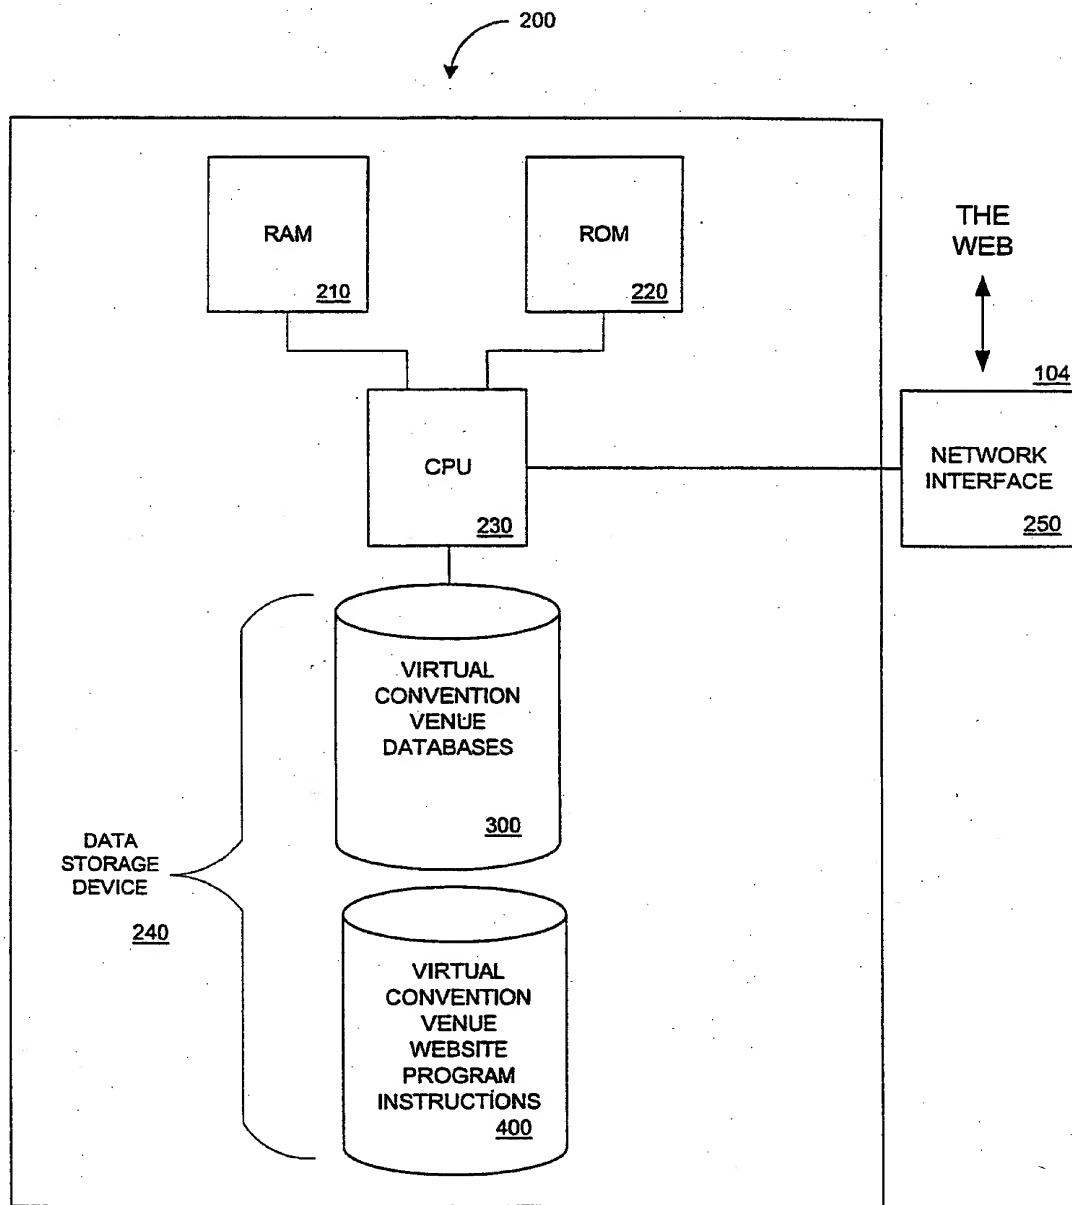 200
RAM
210
ROM
220
THE
WEB
104
CPU
230
NETWORK
INTERFACE
250
VIRTUAL
CONVENTION
VENUE
DATABASES
300
DATA
STORAGE
DEVICE
240
VIRTUAL
CONVENTION
VENUE
WEBSITE
PROGRAM
INSTRUCTIONS
400